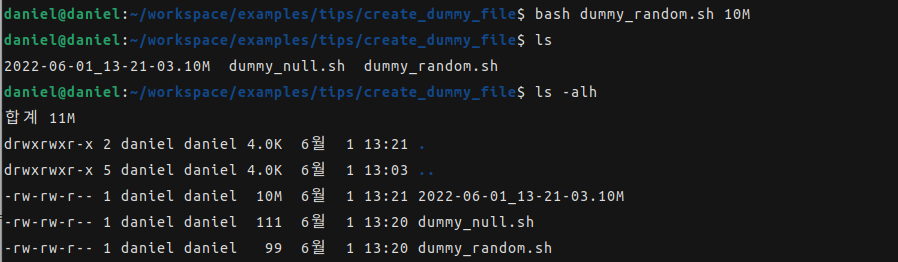 daniel@daniel:~/workspace/examples/tips/create_dummy_file$ bash dummy_random.sh 10M
daniel@daniel:~/workspace/examples/tips/create_dummy_file$ ls
2022-06-01_13-21-03.10M  dummy_null.sh  dummy_random.sh
daniel@daniel:~/workspace/examples/tips/create_dummy_file$ ls -alh
합계 11M
drwxrwxr-x 2 daniel daniel 4.0K  6월  1 13:21 .
drwxrwxr-x 5 daniel daniel 4.0K  6월  1 13:03 ..
-rw-rw-r-- 1 daniel daniel  10M  6월  1 13:21 2022-06-01_13-21-03.10M
-rw-rw-r-- 1 daniel daniel  111  6월  1 13:20 dummy_null.sh
-rw-rw-r-- 1 daniel daniel   99  6월  1 13:20 dummy_random.sh